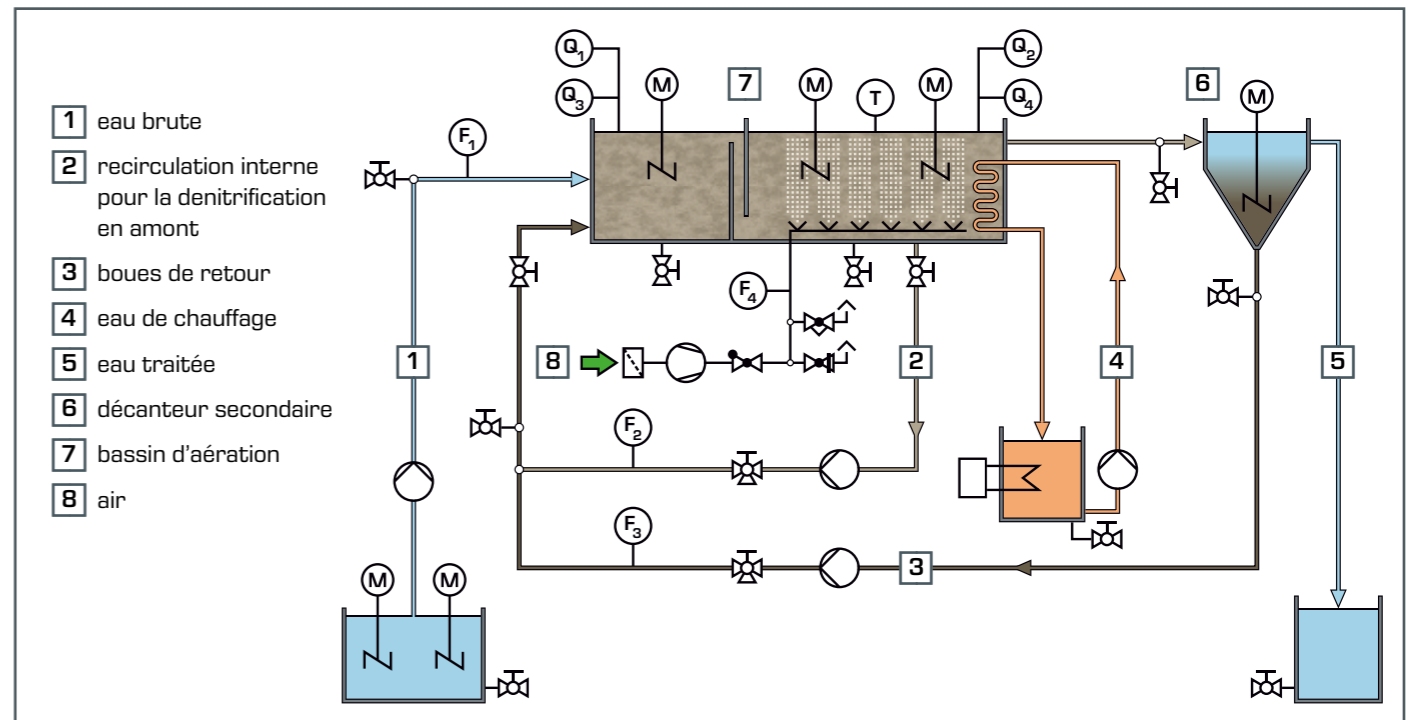 1 eau brute
2 recirculation interne
pour la denitrification
en amont
3 boues de retour
4 eau de chauffage
5 eau traitée
6 décanteur secondaire
7 bassin d'aération
8 air
Q1
Q3
M
7
M
T
M
Q2
Q4
6
M
F1
F4
8
1
2
4
5
F2
F3
3
M
M